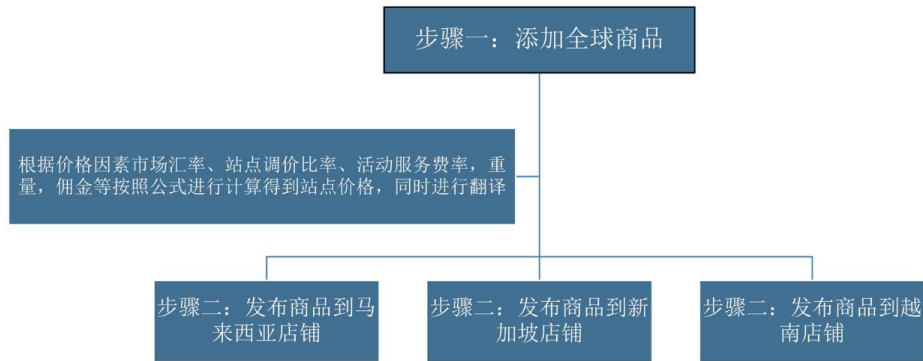 步骤一：添加全球商品
根据价格因素市场汇率、站点调价比率、活动服务费率，重
量，佣金等按照公式进行计算得到站点价格，同时进行翻译
步骤二：发布商品到马
来西亚店铺
步骤二：发布商品到新
加坡店铺
步骤二：发布商品到越
南店铺